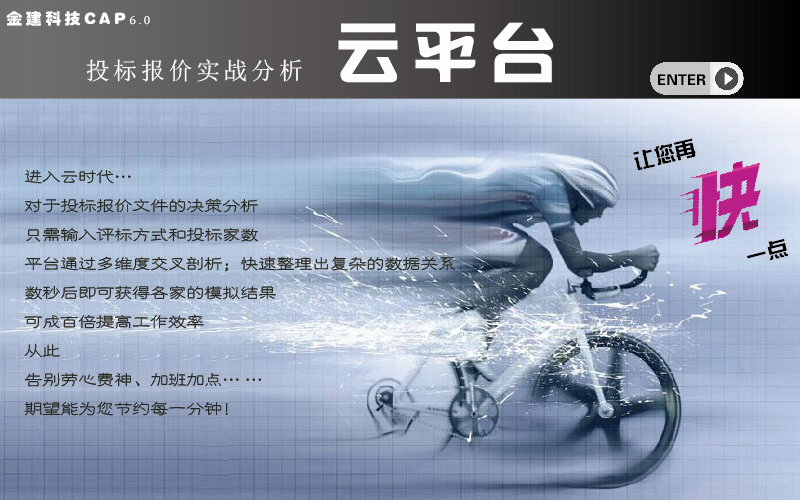 金建科技CAP6.0
投标报价实战分析 云平台
ENTER
让您再
快
一点
进入云时代…
对于投标报价文件的决策分析
只需输入评标方式和投标家数
平台通过多维度交叉剖析；快速整理出复杂的数据关系
数秒后即可获得各家的模拟结果
可成百倍提高工作效率
从此
告别劳心费神、加班加点… …
期望能为您节约每一分钟！